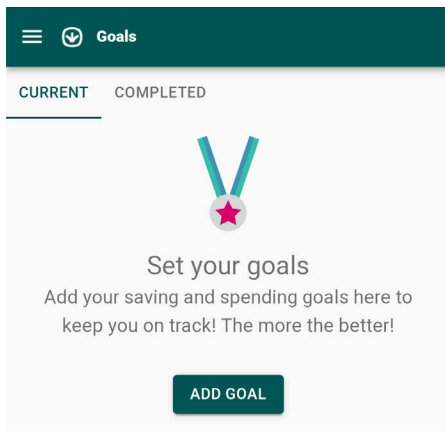 Goals
CURRENT COMPLETED
Set your goals
Add your saving and spending goals here to
keep you on track! The more the better!
ADD GOAL